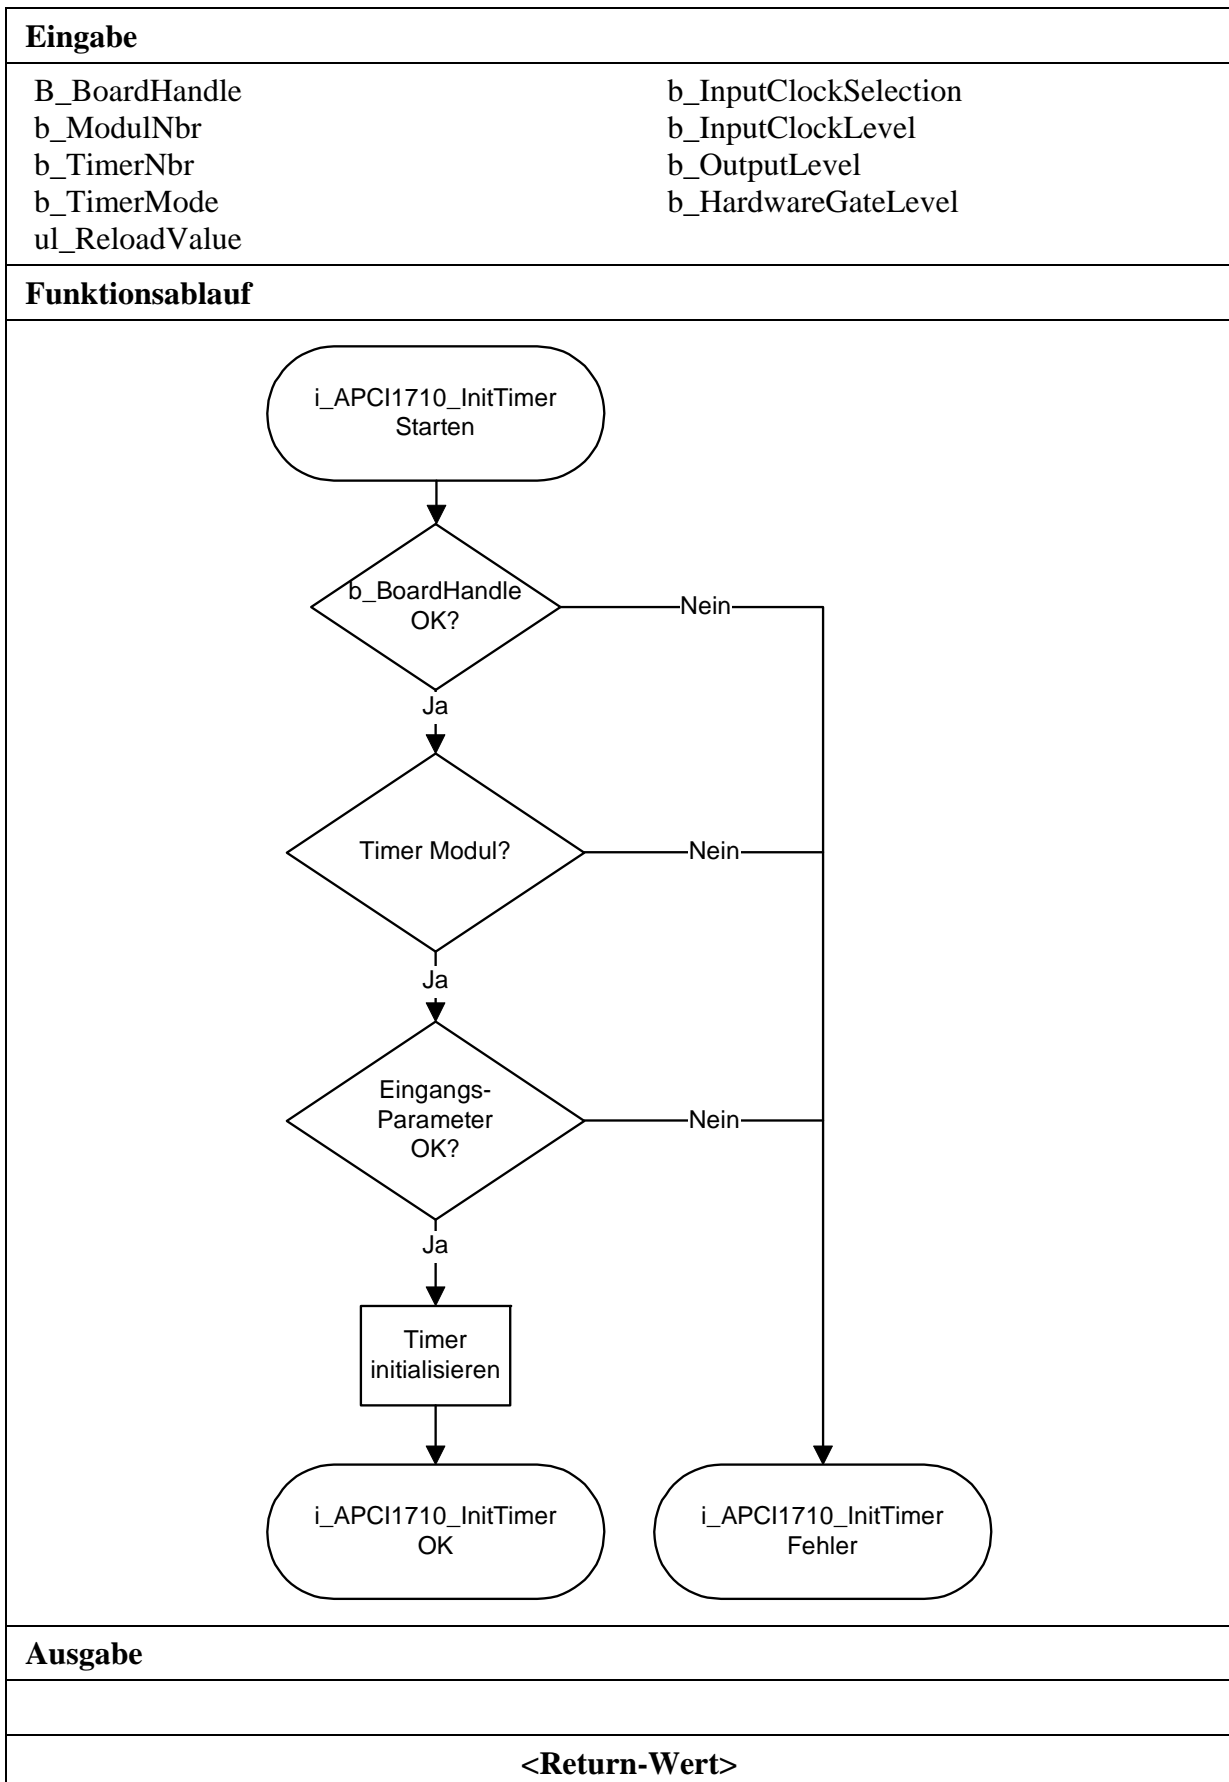 Eingabe
B_BoardHandle
b_ModulNbr
b_TimerNbr
b_TimerMode
ul_ReloadValue
b_InputClockSelection
b_InputClockLevel
b_OutputLevel
b_HardwareGateLevel
Funktionsablauf
i_APCI1710_InitTimer
Starten
b_BoardHandle
OK?
Nein
Ja
Timer Modul?
Nein
Ja
Eingangs-
Parameter
OK?
Nein
Ja
Timer
initialisieren
i_APCI1710_InitTimer
OK
i_APCI1710_InitTimer
Fehler
Ausgabe
<Return-Wert>